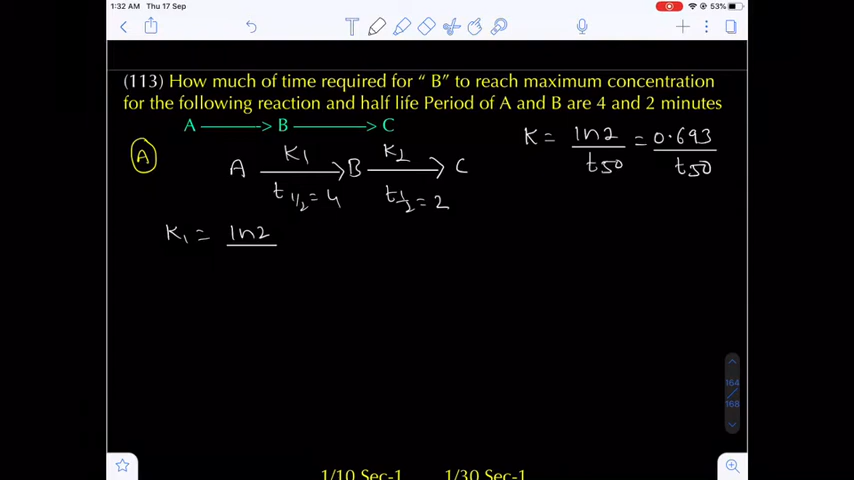 1:32 AM Thu 17 Sep
53%
(113) How much of time required for “ B” to reach maximum concentration
for the following reaction and half life Period of A and B are 4 and 2 minutes
A ———-> B ————> C
K = ln2 / t50 = 0.693 / t50
A
A K1 B K2 C
t1/2 = 4 t1/2 = 2
K1 = ln2
164
168
1/10 Sec-1 1/30 Sec-1